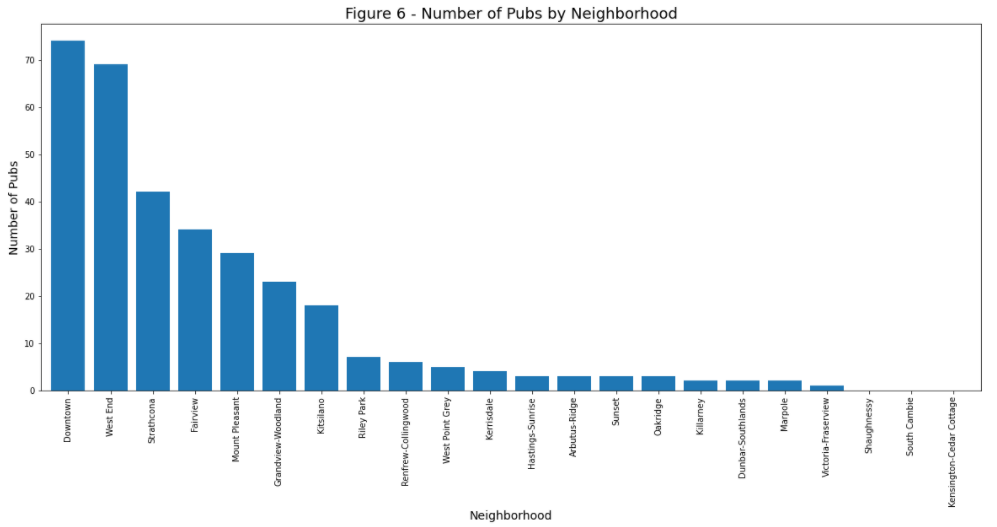 Figure 6 - Number of Pubs by Neighborhood
Number of Pubs
70
60
50
40
30
20
10
0
Downtown
West End
Strathcona
Fairview
Mount Pleasant
Grandview-Woodland
Kitsilano
Riley Park
Renfrew-Collingwood
West Point Grey
Kerrisdale
Hastings-Sunrise
Arbutus-Ridge
Sunset
Oakridge
Killarney
Dunbar-Southlands
Marpole
Victoria-Fraserview
Shaughnessy
South Cambie
Kensington-Cedar Cottage
Neighborhood